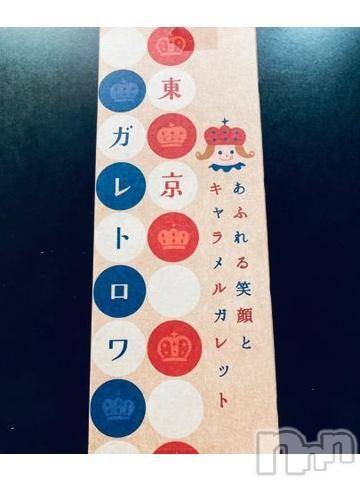 東京
ガレトロワ
あふれる笑顔と
キャラメルガレット